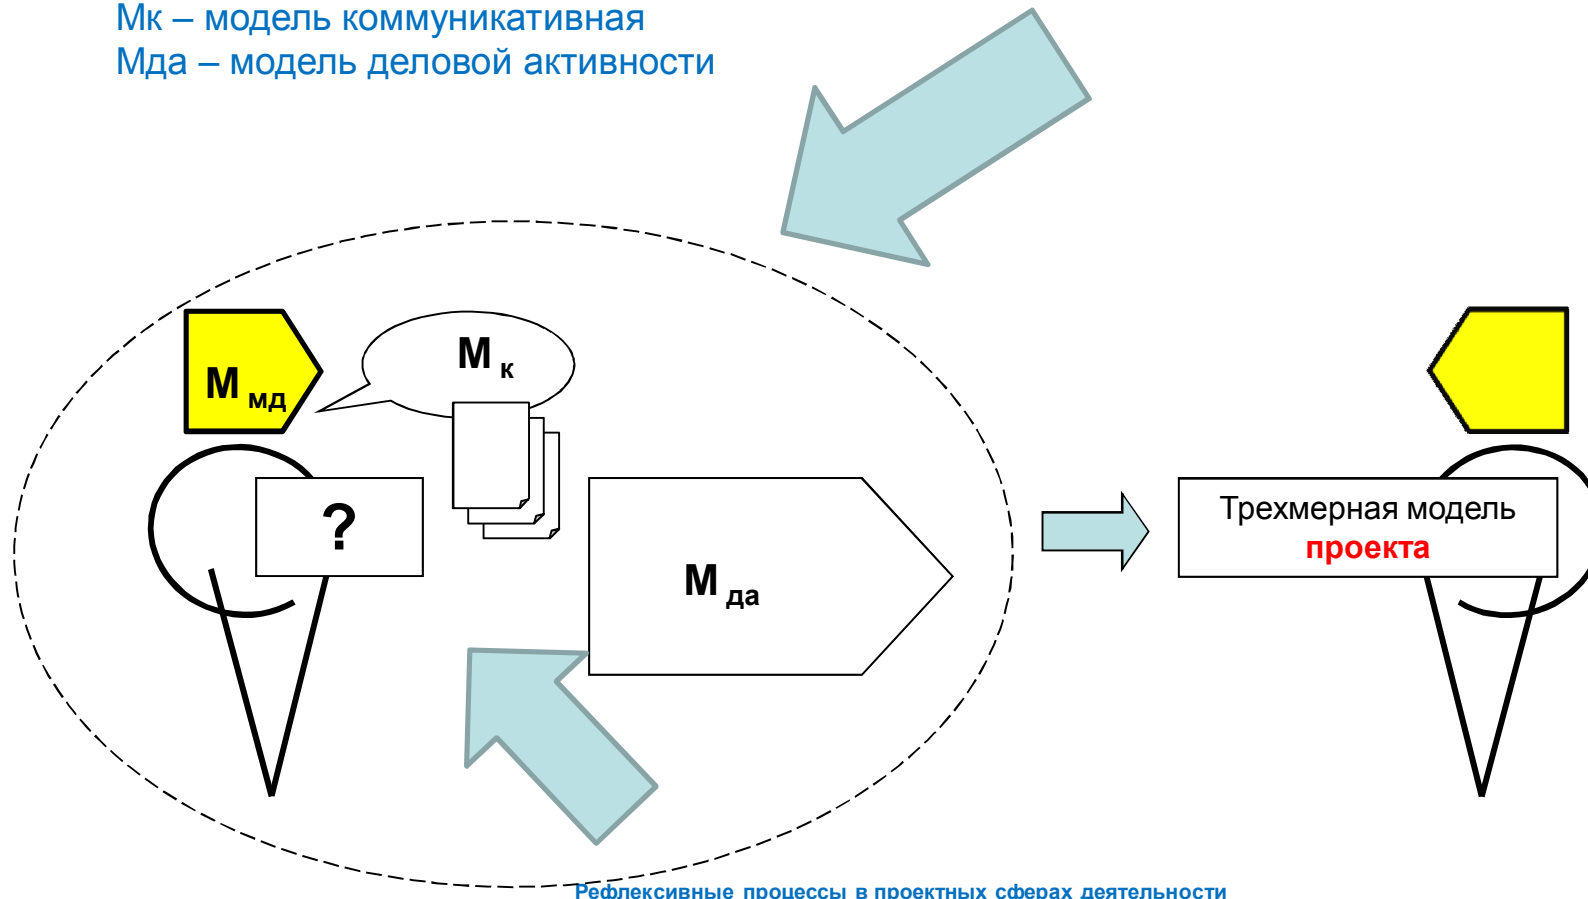 Мк – модель коммуникативная
Мда – модель деловой активности
М мд
М к
?
М да
Трехмерная модель
проекта
Рефлексивные процессы в проектных сферах деятельности